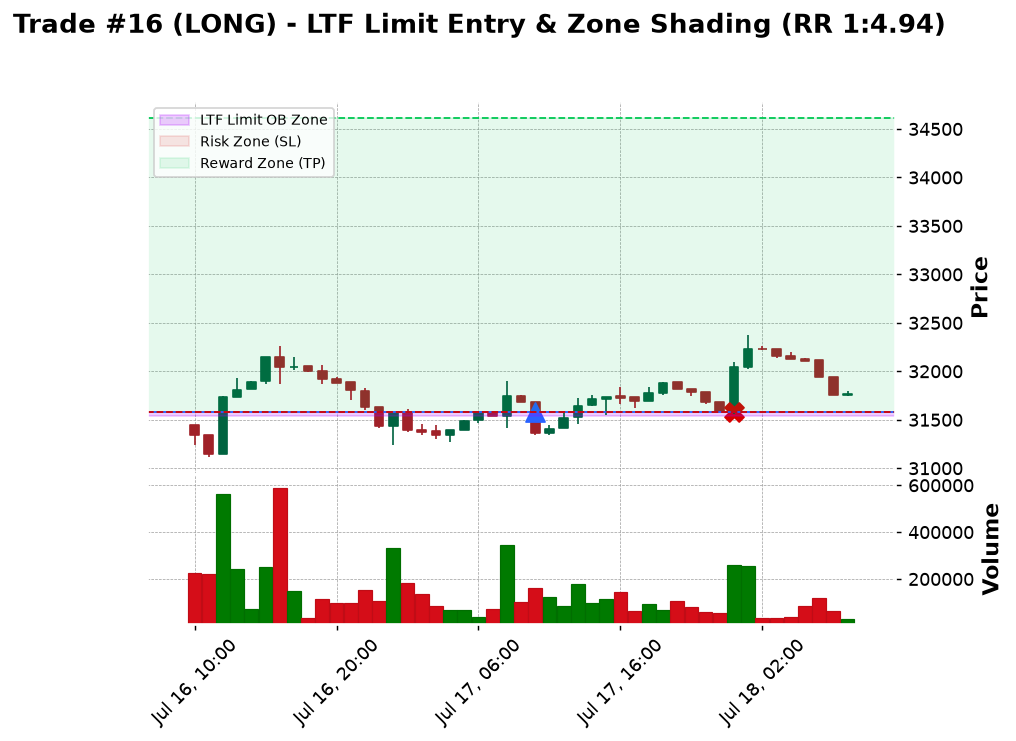 Trade #16 (LONG) - LTF Limit Entry & Zone Shading (RR 1:4.94)
LTF Limit OB Zone
Risk Zone (SL)
Reward Zone (TP)
34500
34000
33500
33000
32500
32000
31500
31000
Price
600000
400000
200000
Volume
Jul 16, 10:00
Jul 16, 20:00
Jul 17, 06:00
Jul 17, 16:00
Jul 18, 02:00